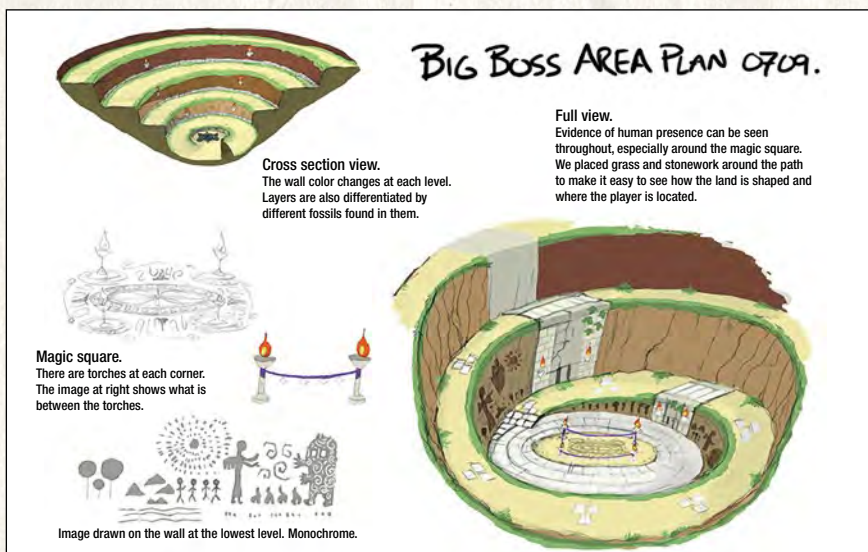 BIG BOSS AREA PLAN 0709.
Cross section view.
The wall color changes at each level.
Layers are also differentiated by
different fossils found in them.
Full view.
Evidence of human presence can be seen
throughout, especially around the magic square.
We placed grass and stonework around the path
to make it easy to see how the land is shaped and
where the player is located.
Magic square.
There are torches at each corner.
The image at right shows what is
between the torches.
Image drawn on the wall at the lowest level. Monochrome.